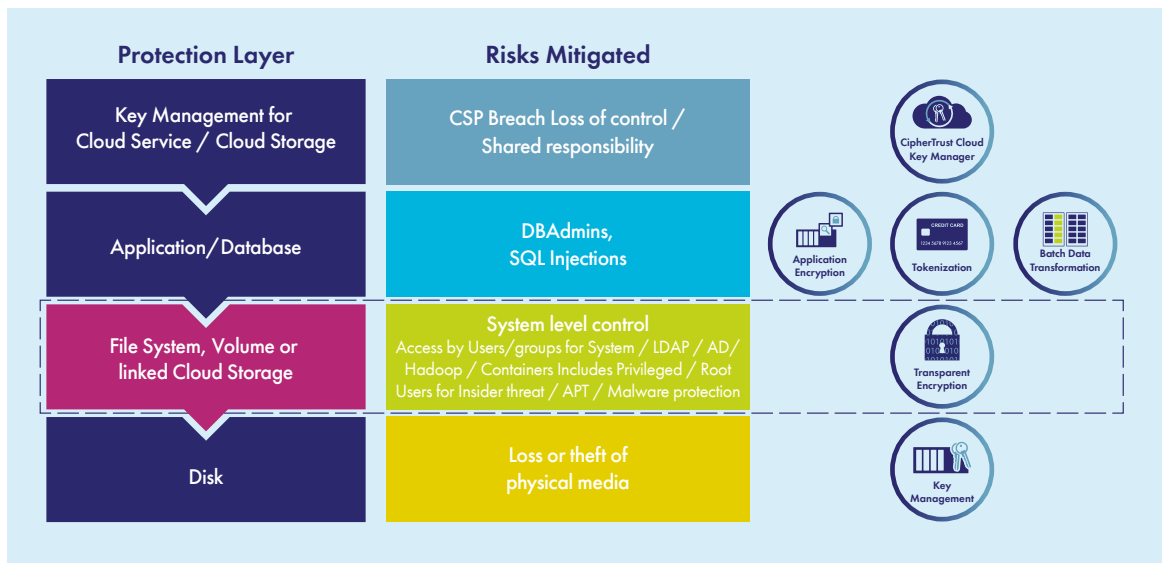 Protection Layer
Risks Mitigated
Key Management for
Cloud Service / Cloud Storage
CSP Breach Loss of control /
Shared responsibility
CipherTrust Cloud
Key Manager
Application/Database
DBAdmins,
SQL Injections
Application
Encryption
CREDIT CARD
1234 5678 9123 4567
Tokenization
Batch Data
Transformation
File System, Volume or
linked Cloud Storage
System level control
Access by Users/groups for System / LDAP / AD/
Hadoop / Containers Includes Privileged / Root
Users for Insider threat / APT / Malware protection
Transparent
Encryption
Disk
Loss or theft of
physical media
Key
Management